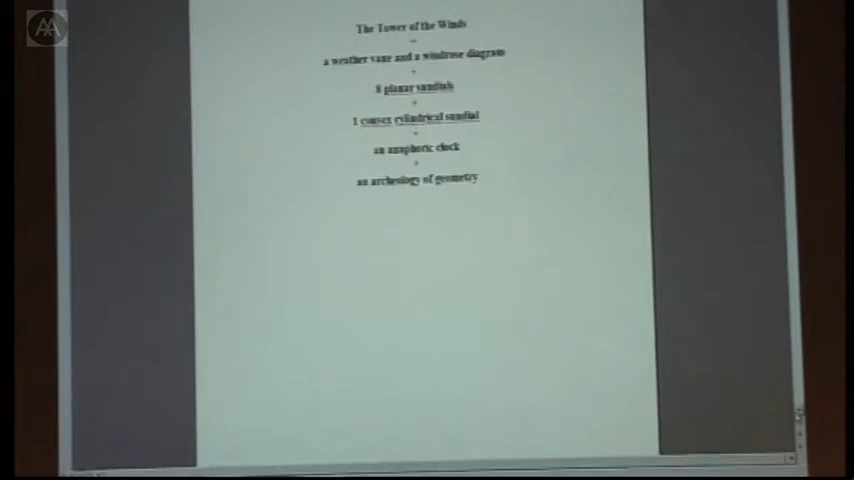 AA
The Tower of the Winds
=
a weather vane and a windrose diagram
+
8 planar sundials
+
1 convex cylindrical sundial
+
an anaphoric clock
+
an archeology of geometry